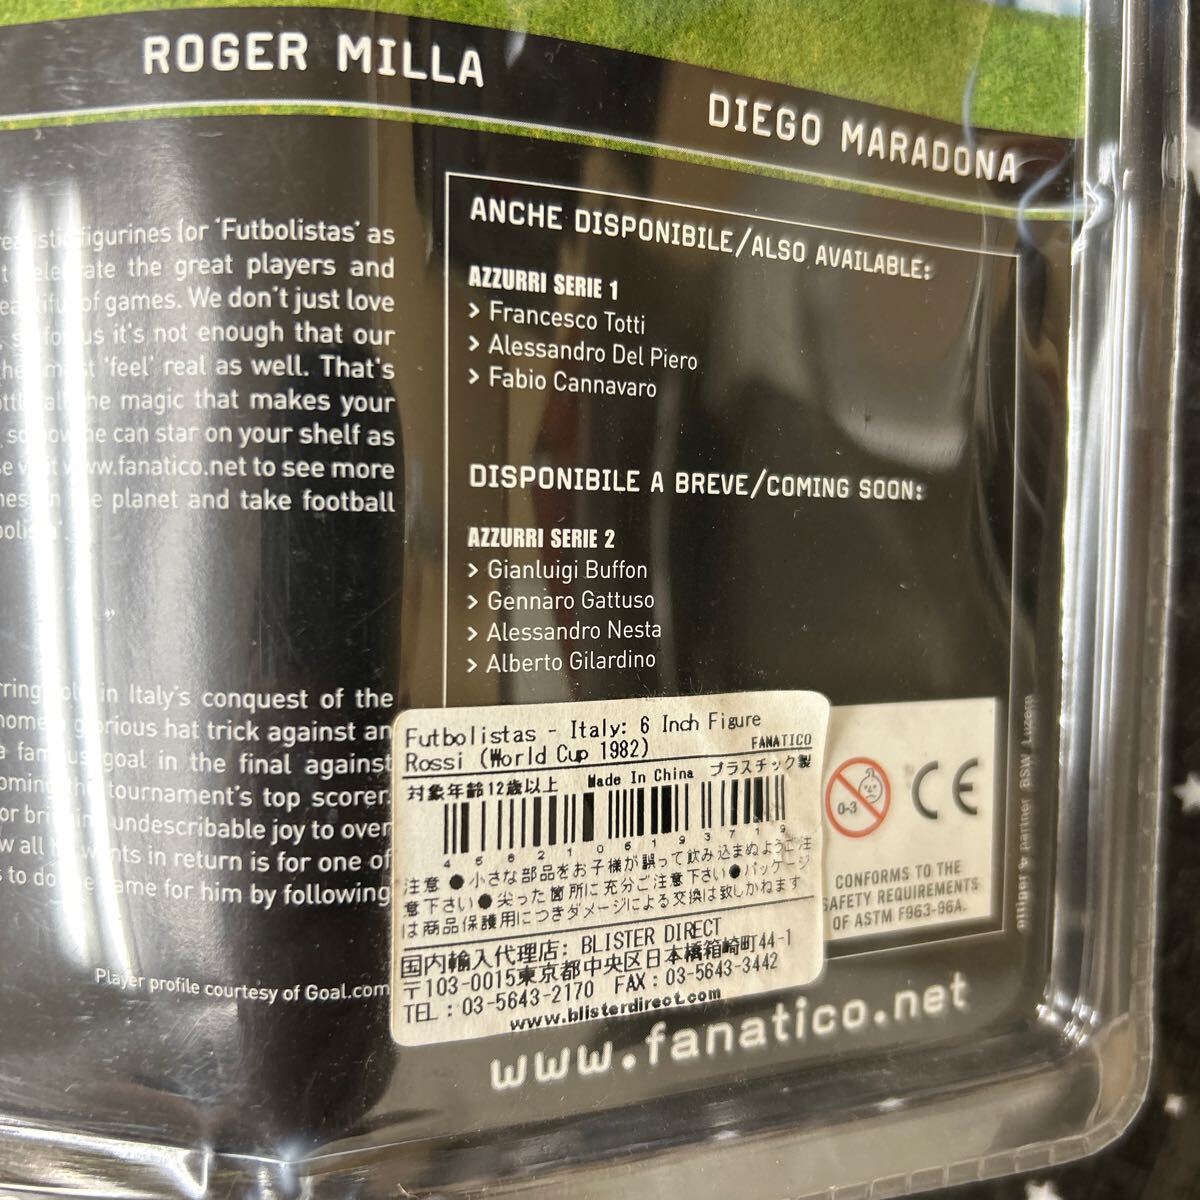 ROGER MILLA
DIEGO MARADONA
figurines (or 'Futbolistas' as
the great players and
of games. We don't just love
us it's not enough that our
'feel' real as well. That's
the magic that makes your
he can star on your shelf as
www.fanatico.net to see more
planet and take football
in Italy's conquest of the
glorious hat trick against an
goal in the final against
the tournament's top scorer.
undescribable joy to over
all he wants in return is for one of
to do the same for him by following
Player profile courtesy of Goal.com
ANCHE DISPONIBILE/ALSO AVAILABLE:
AZZURRI SERIE 1
> Francesco Totti
> Alessandro Del Piero
> Fabio Cannavaro
DISPONIBILE A BREVE/COMING SOON:
AZZURRI SERIE 2
> Gianluigi Buffon
> Gennaro Gattuso
> Alessandro Nesta
> Alberto Gilardino
Futbolistas - Italy: 6 Inch Figure
Rossi (World Cup 1982)
FANATICO
対象年齢12歳以上 Made In China プラスチック製
4562106193719
注意 ●小さな部品をお子様が誤って飲み込まぬようご注
意下さい●尖った箇所に充分ご注意下さい●パッケージ
は商品保護用につきダメージによる交換は致しかねます
国内輸入代理店: BLISTER DIRECT
〒103-0015東京都中央区日本橋箱崎町44-1
TEL : 03-5643-2170 FAX : 03-5643-3442
www.blisterdirect.com
0-3
CE
CONFORMS TO THE
SAFETY REQUIREMENTS
OF ASTM F963-96A.
www.fanatico.net